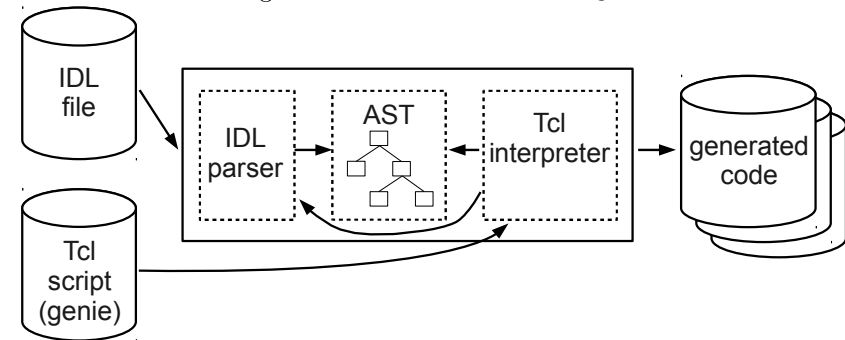 IDL
file
IDL
parser
AST
Tcl
interpreter
generated
code
Tcl
script
(genie)